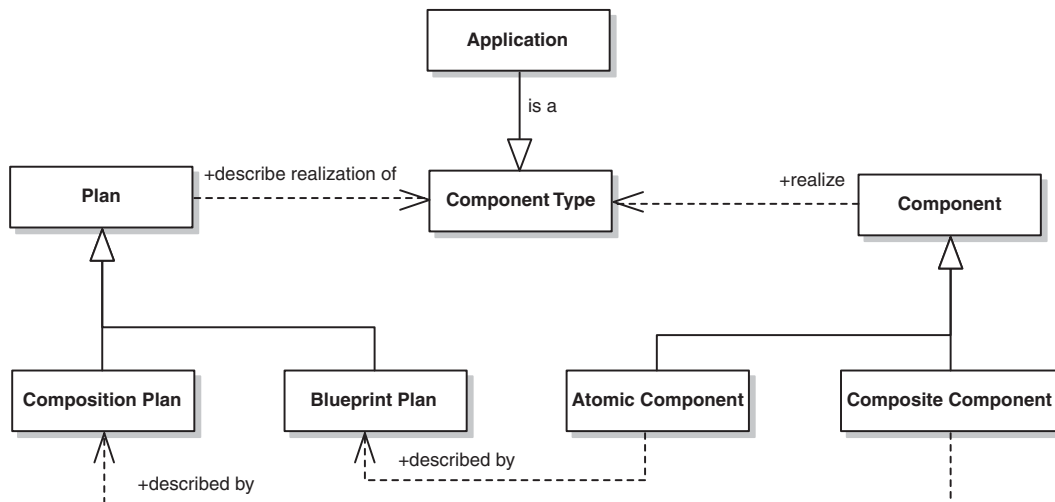 Application
is a
+describe realization of
+realize
Plan
Component Type
Component
Composition Plan
Blueprint Plan
Atomic Component
Composite Component
+described by
+described by